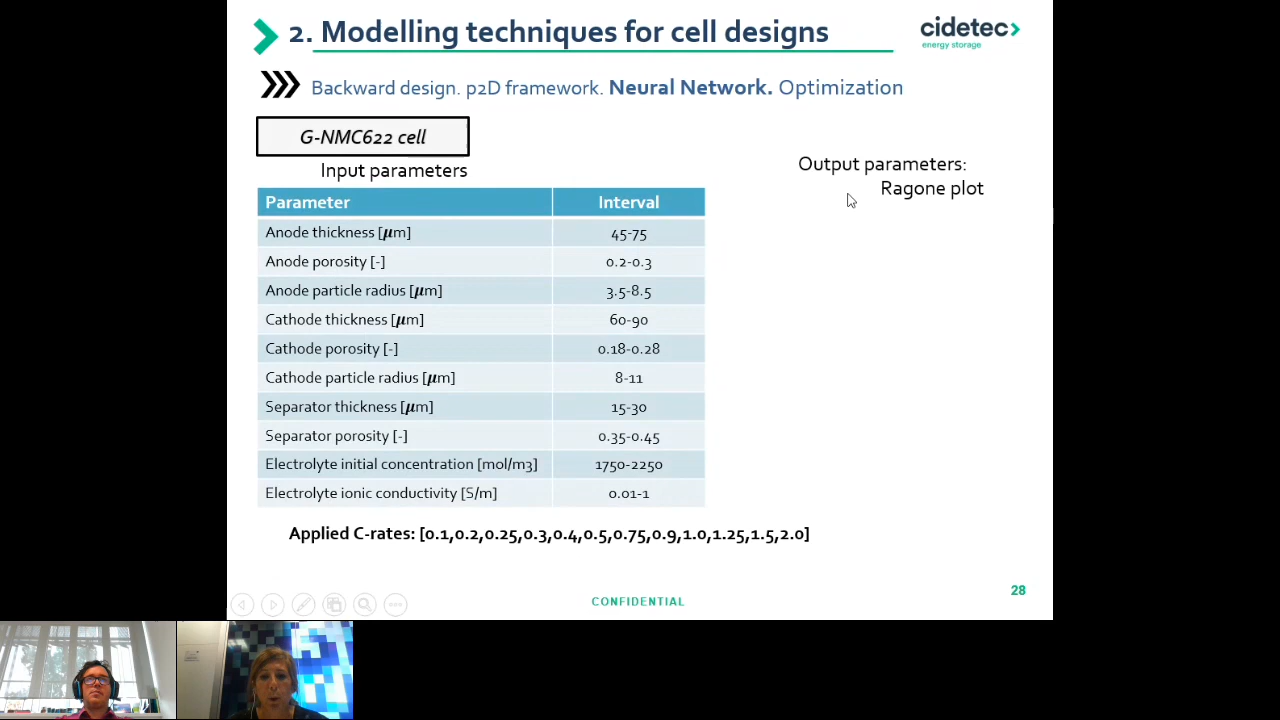 2. Modelling techniques for cell designs
cidetec
energy storage
Backward design. p2D framework. Neural Network. Optimization
G-NMC622 cell
Input parameters
Output parameters:
Ragone plot
Parameter Interval
Anode thickness [μm] 45-75
Anode porosity [-] 0.2-0.3
Anode particle radius [μm] 3.5-8.5
Cathode thickness [μm] 60-90
Cathode porosity [-] 0.18-0.28
Cathode particle radius [μm] 8-11
Separator thickness [μm] 15-30
Separator porosity [-] 0.35-0.45
Electrolyte initial concentration [mol/m3] 1750-2250
Electrolyte ionic conductivity [S/m] 0.01-1
Applied C-rates: [0.1,0.2,0.25,0.3,0.4,0.5,0.75,0.9,1.0,1.25,1.5,2.0]
CONFIDENTIAL
28